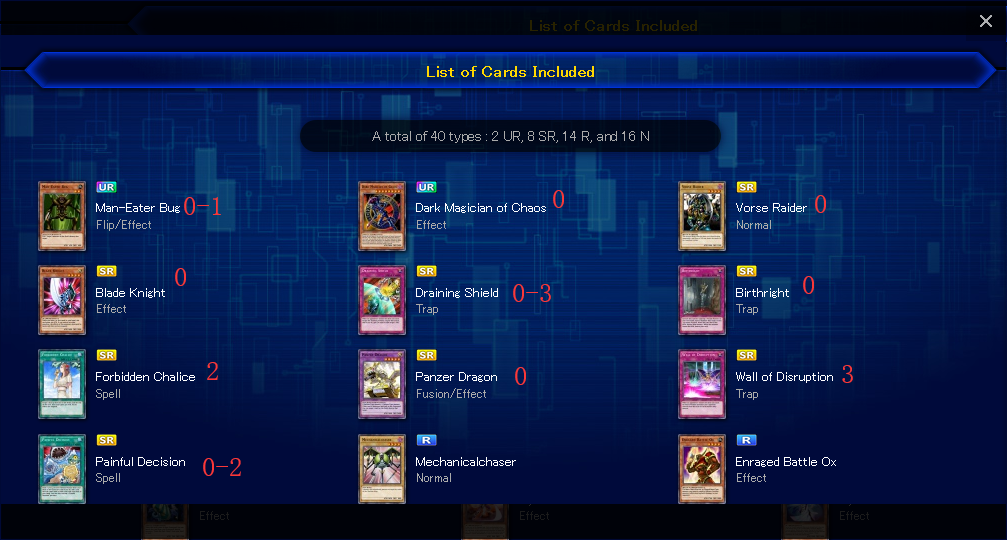 List of Cards Included
List of Cards Included
A total of 40 types : 2 UR, 8 SR, 14 R, and 16 N
UR
Man-Eater Bug 0-1
Flip/Effect
UR
Dark Magician of Chaos 0
Effect
SR
Vorse Raider 0
Normal
SR
Blade Knight 0
Effect
SR
Draining Shield 0-3
Trap
SR
Birthright 0
Trap
SR
Forbidden Chalice 2
Spell
SR
Panzer Dragon 0
Fusion/Effect
SR
Wall of Disruption 3
Trap
SR
Painful Decision 0-2
Spell
R
Mechanicalchaser
Normal
R
Enraged Battle Ox
Effect
Effect
Effect
Effect